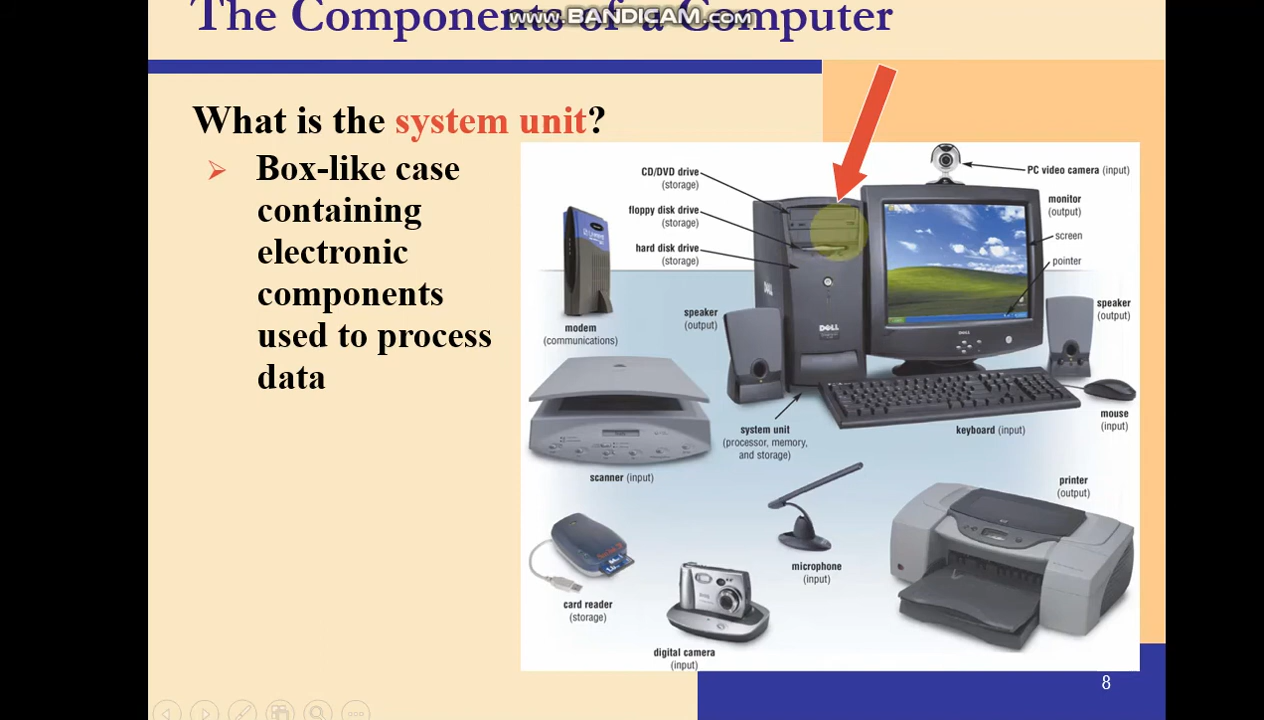 The Components of a Computer
www.BANDICAM.com
What is the system unit?
Box-like case
containing
electronic
components
used to process
data
CD/DVD drive
(storage)
floppy disk drive
(storage)
hard disk drive
(storage)
PC video camera (input)
monitor
(output)
screen
pointer
speaker
(output)
speaker
(output)
modem
(communications)
DELL
DELL
mouse
(input)
system unit
(processor, memory,
and storage)
keyboard (input)
scanner (input)
printer
(output)
microphone
(input)
card reader
(storage)
digital camera
(input)
8